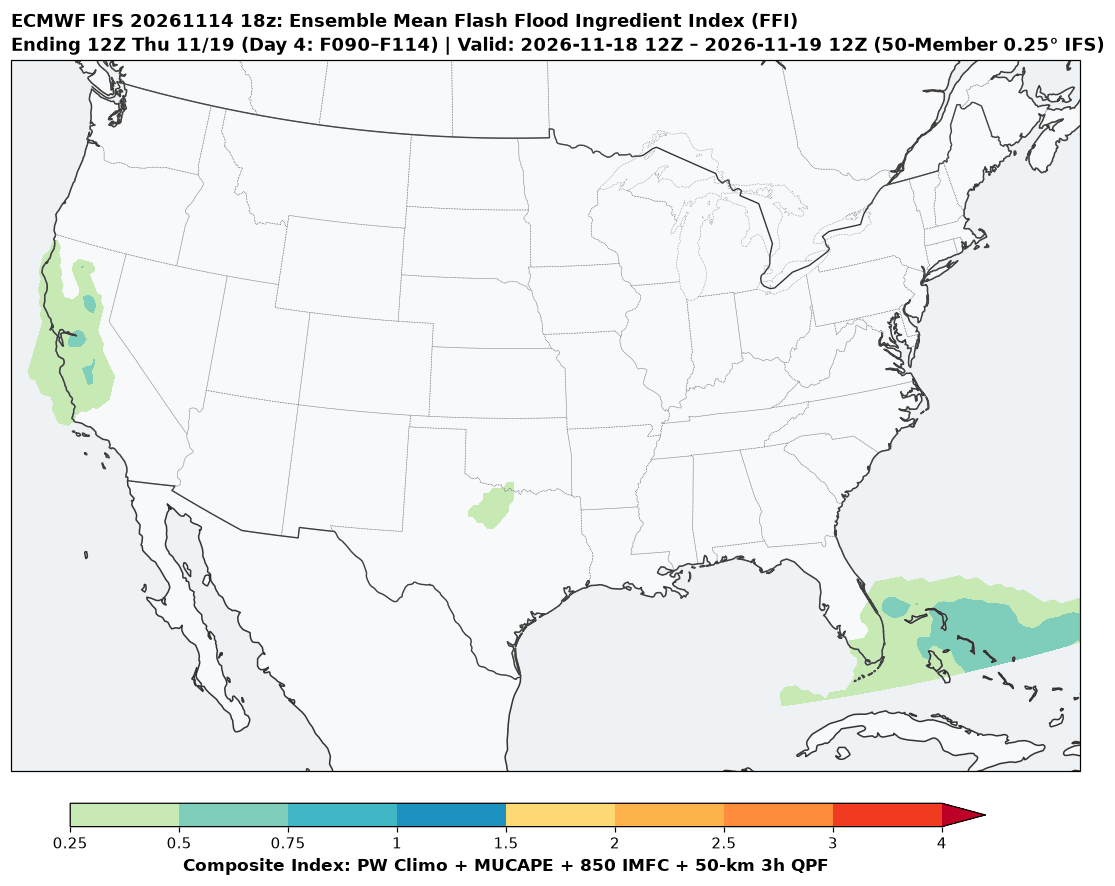 ECMWF IFS 20261114 18z: Ensemble Mean Flash Flood Ingredient Index (FFI)
Ending 12Z Thu 11/19 (Day 4: F090–F114) | Valid: 2026-11-18 12Z – 2026-11-19 12Z (50-Member 0.25° IFS)
0.25 0.5 0.75 1 1.5 2 2.5 3 4
Composite Index: PW Climo + MUCAPE + 850 IMFC + 50-km 3h QPF